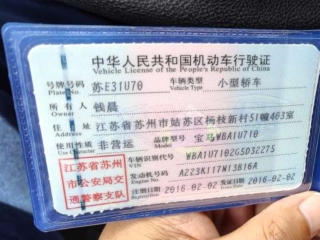 中华人民共和国机动车行驶证
Vehicle License of the People's Republic of China
号牌号码 苏E31U70 车辆类型 小型轿车
Plate No. Vehicle Type
所有人 钱晨
Owner
住址 江苏省苏州市姑苏区杨枝新村51幢403室
Address
使用性质 非营运 品牌型号 宝马WBA1U710
Use Character Model
江苏省苏州
市公安局交
通警察支队
车辆识别代号 WBA1U7102G5D32275
VIN
发动机号码 A223K117N13B16A
Engine No.
注册日期 2016-02-02 发证日期 2016-02-02